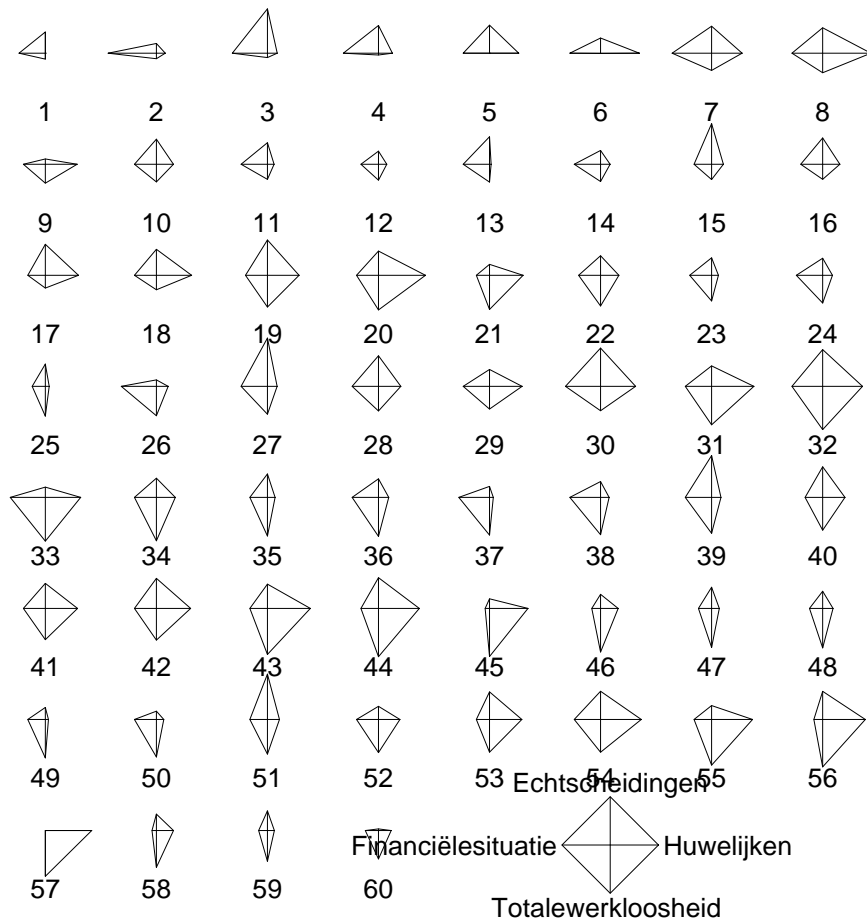 1 2 3 4 5 6 7 8
9 10 11 12 13 14 15 16
17 18 19 20 21 22 23 24
25 26 27 28 29 30 31 32
33 34 35 36 37 38 39 40
41 42 43 44 45 46 47 48
49 50 51 52 53 54 55 56
Echtscheidingen
Financiëlesituatie Huwelijken
57 58 59 60
Totalewerkloosheid